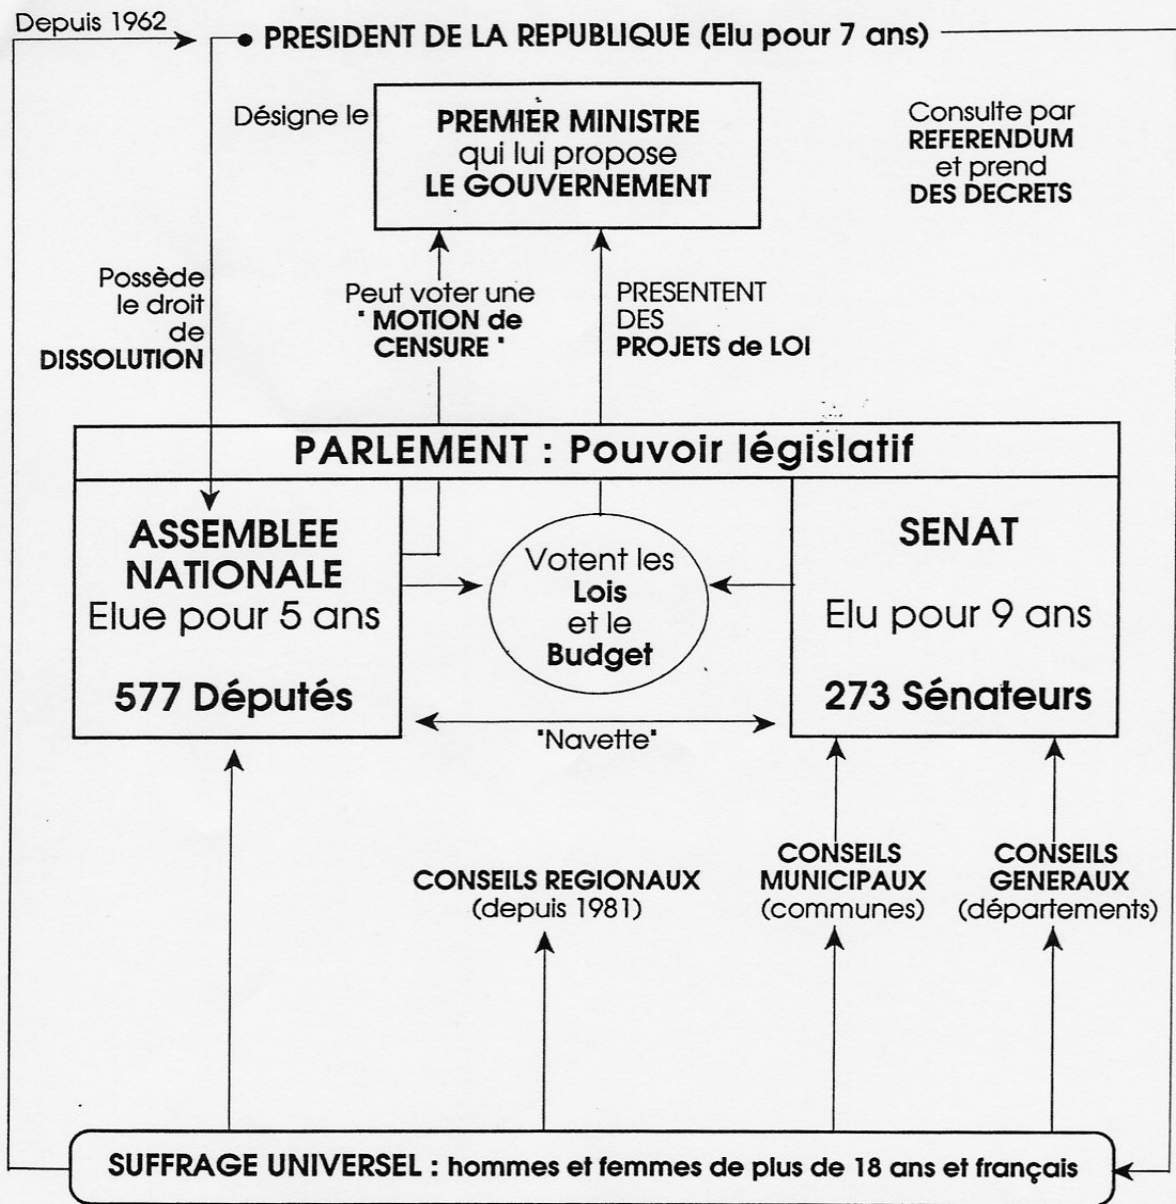 Depuis 1962
PRESIDENT DE LA REPUBLIQUE (Elu pour 7 ans)
Désigne le
PREMIER MINISTRE
qui lui propose
LE GOUVERNEMENT
Consulte par
REFERENDUM
et prend
DES DECRETS
Possède
le droit
de
DISSOLUTION
Peut voter une
" MOTION de
CENSURE "
PRESENTENT
DES
PROJETS de LOI
PARLEMENT : Pouvoir législatif
ASSEMBLEE
NATIONALE
Elue pour 5 ans
577 Députés
Votent les
Lois
et le
Budget
SENAT
Elu pour 9 ans
273 Sénateurs
"Navette"
CONSEILS REGIONAUX
(depuis 1981)
CONSEILS
MUNICIPAUX
(communes)
CONSEILS
GENERAUX
(départements)
SUFFRAGE UNIVERSEL : hommes et femmes de plus de 18 ans et français